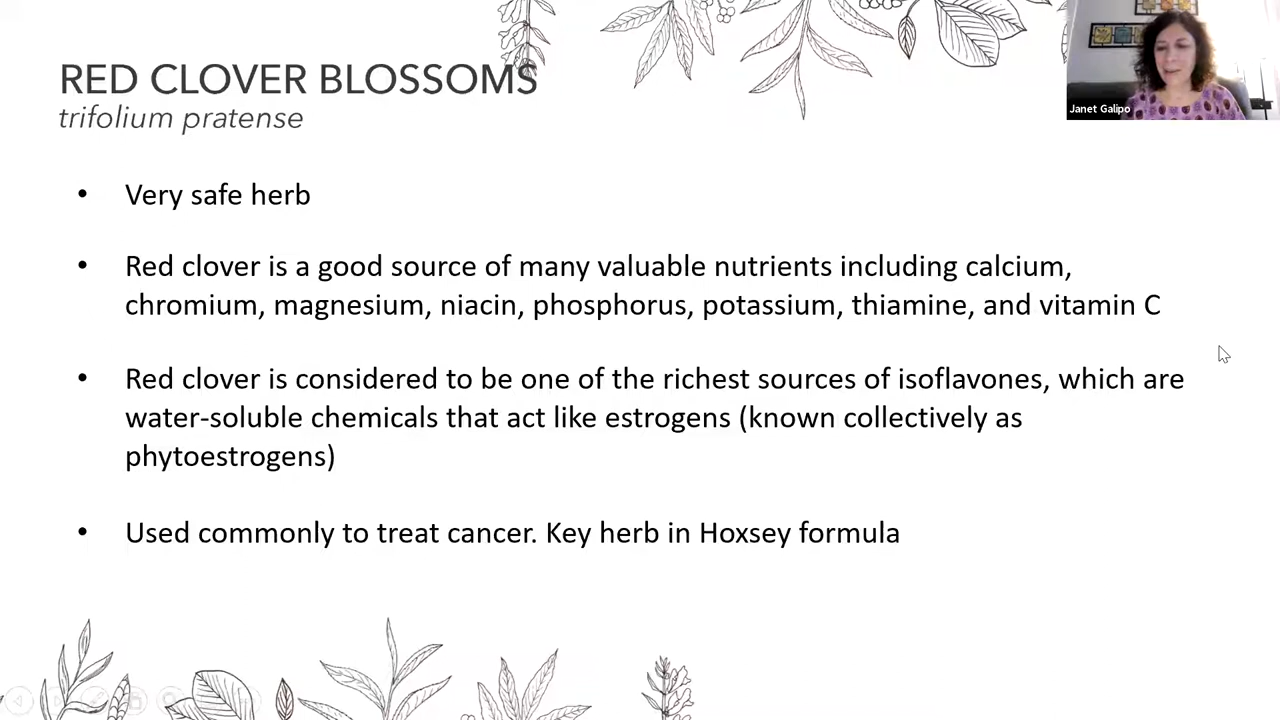 RED CLOVER BLOSSOMS
trifolium pratense
Janet Galipo
• Very safe herb
• Red clover is a good source of many valuable nutrients including calcium,
chromium, magnesium, niacin, phosphorus, potassium, thiamine, and vitamin C
• Red clover is considered to be one of the richest sources of isoflavones, which are
water-soluble chemicals that act like estrogens (known collectively as
phytoestrogens)
• Used commonly to treat cancer. Key herb in Hoxsey formula